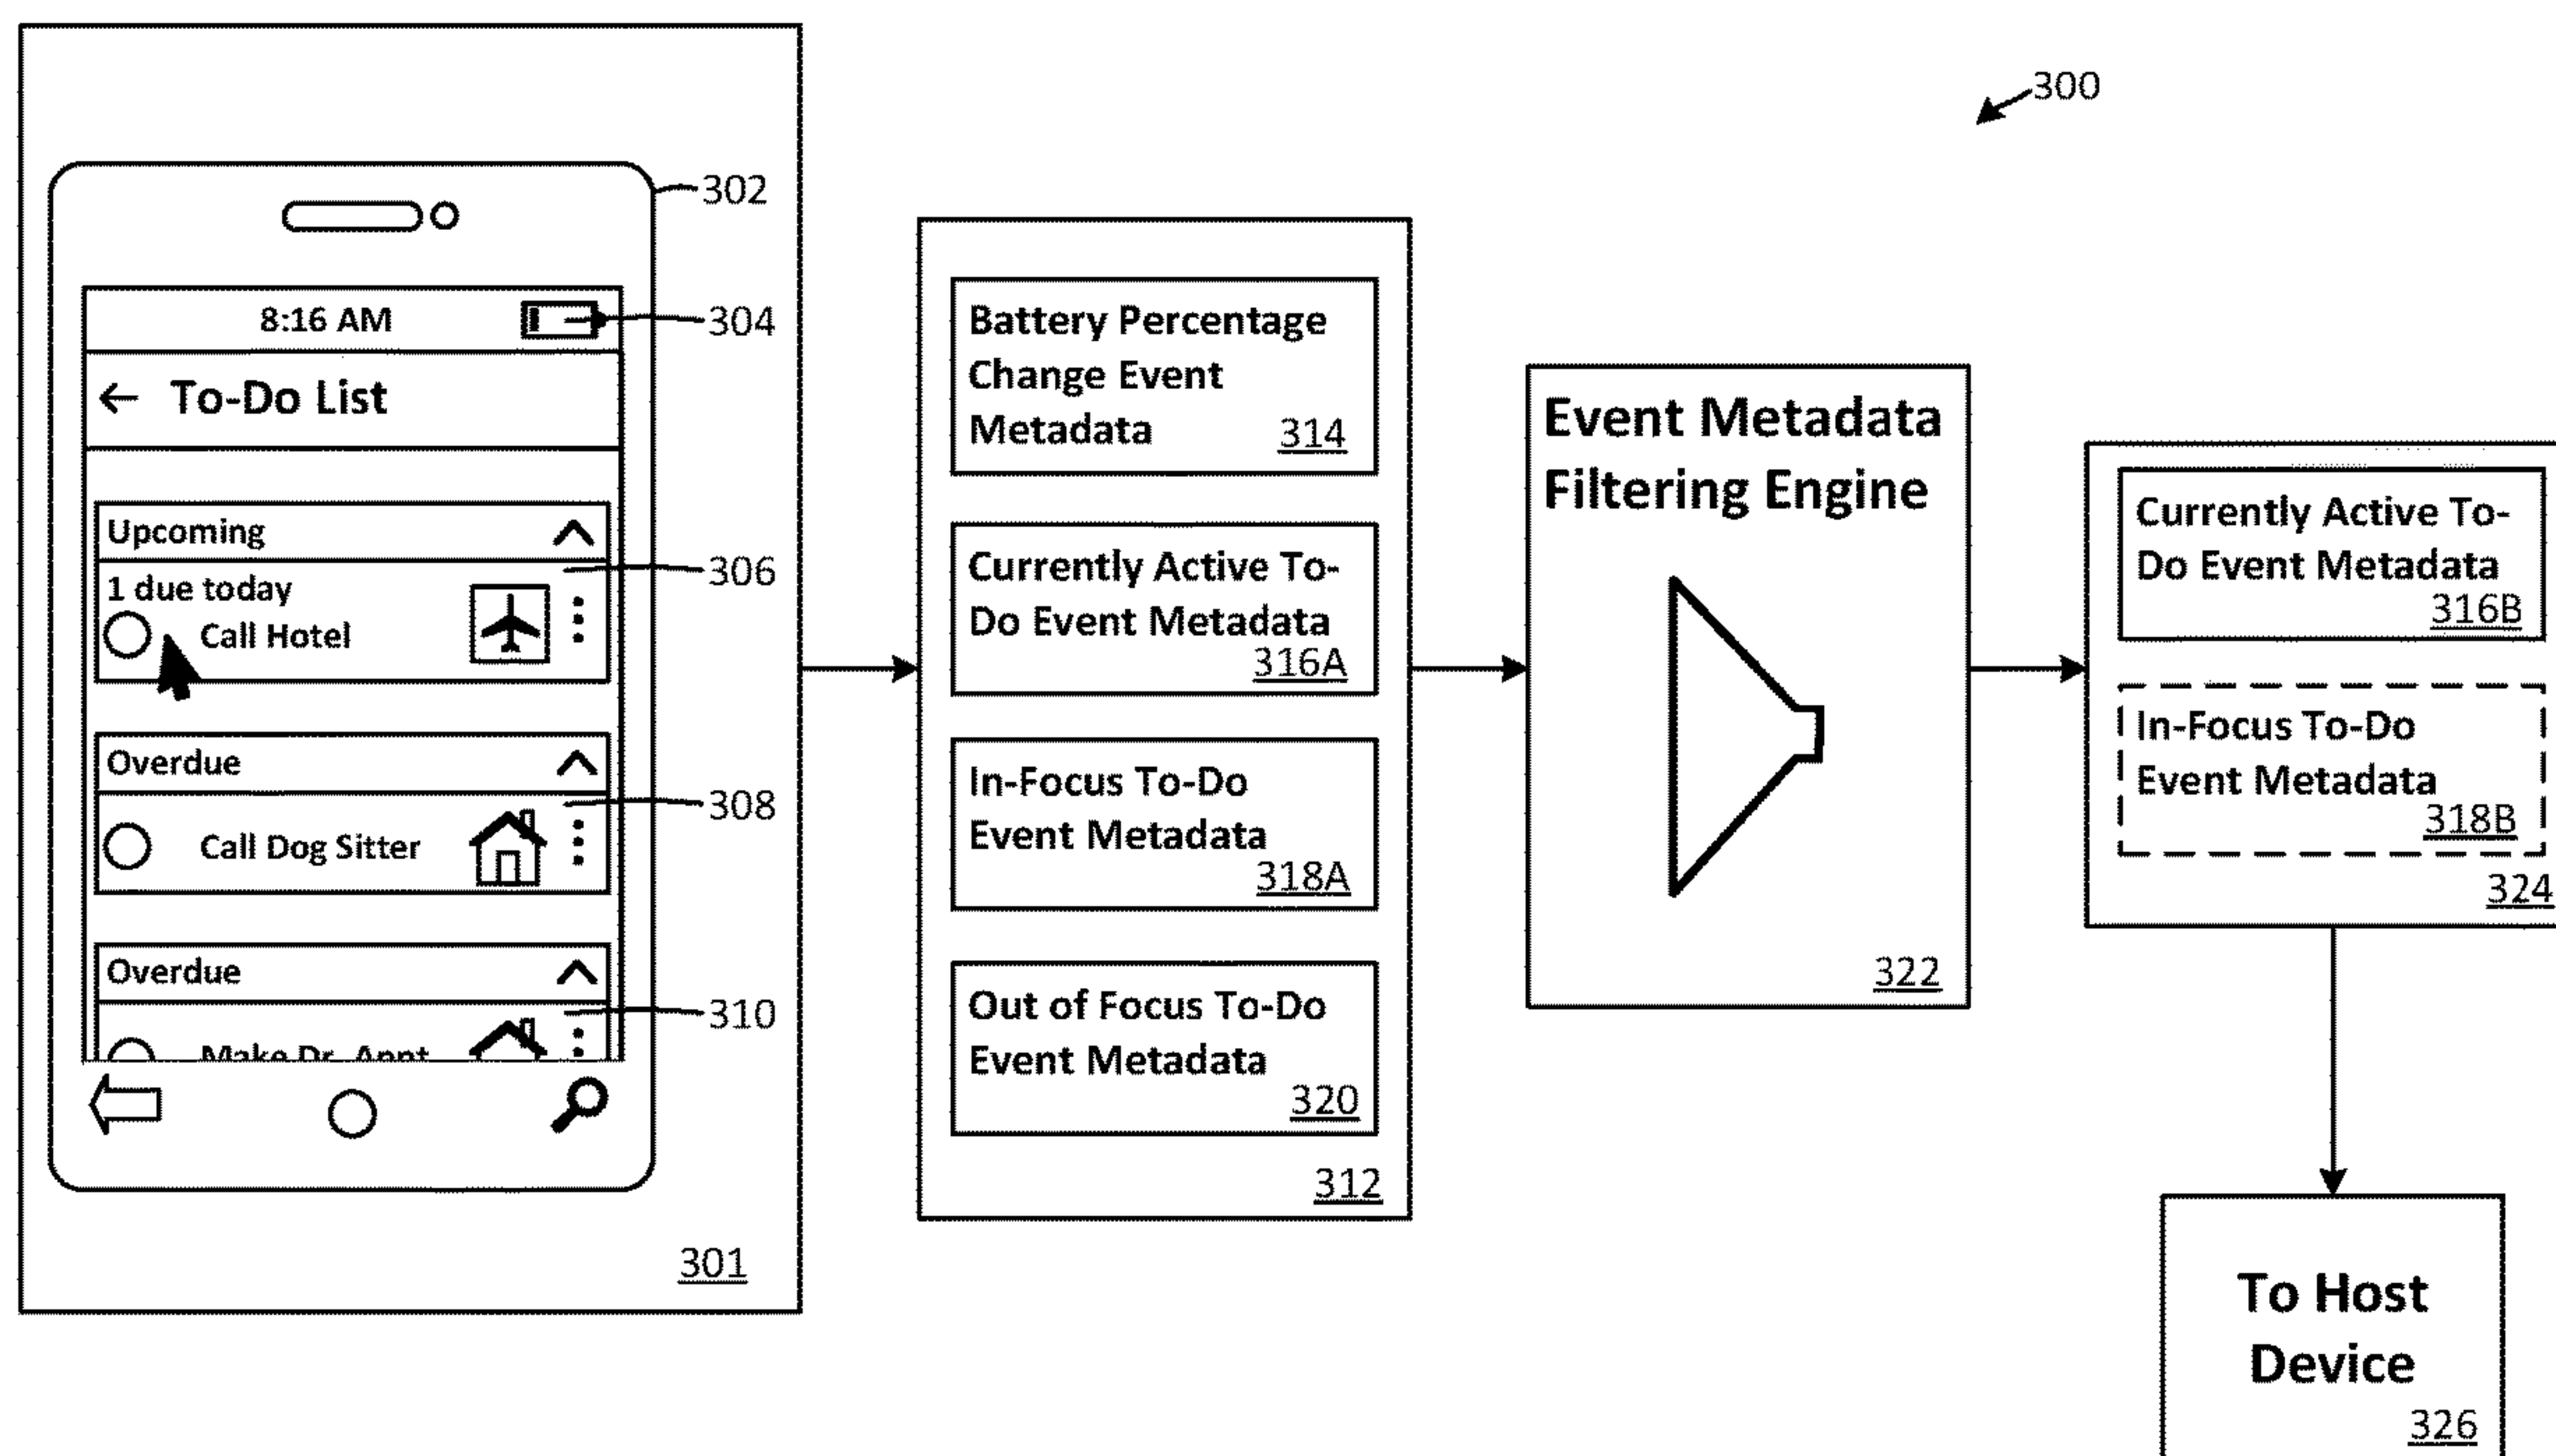 300
302
8:16 AM
304
← To-Do List
Upcoming
306
1 due today
Call Hotel
Overdue
308
Call Dog Sitter
Overdue
310
Make Dr. Appt
301
Battery Percentage
Change Event
Metadata 314
Currently Active To-
Do Event Metadata
316A
In-Focus To-Do
Event Metadata
318A
Out of Focus To-Do
Event Metadata
320
312
Event Metadata
Filtering Engine
322
Currently Active To-
Do Event Metadata
316B
In-Focus To-Do
Event Metadata
318B
324
To Host
Device
326